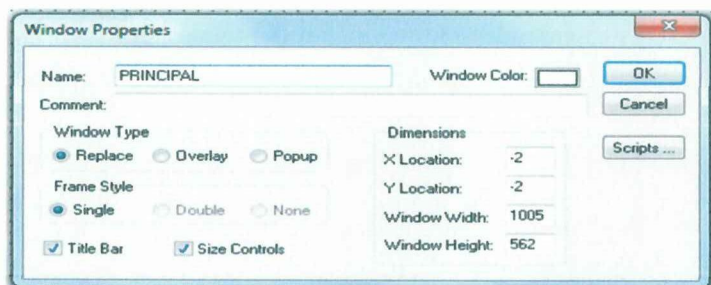 Window Properties
Name: PRINCIPAL Window Color: OK
Comment: Cancel
Window Type Dimensions
Replace Overlay Popup X Location: -2 Scripts ...
Frame Style Y Location: -2
Single Double None Window Width: 1005
Title Bar Size Controls Window Height: 562